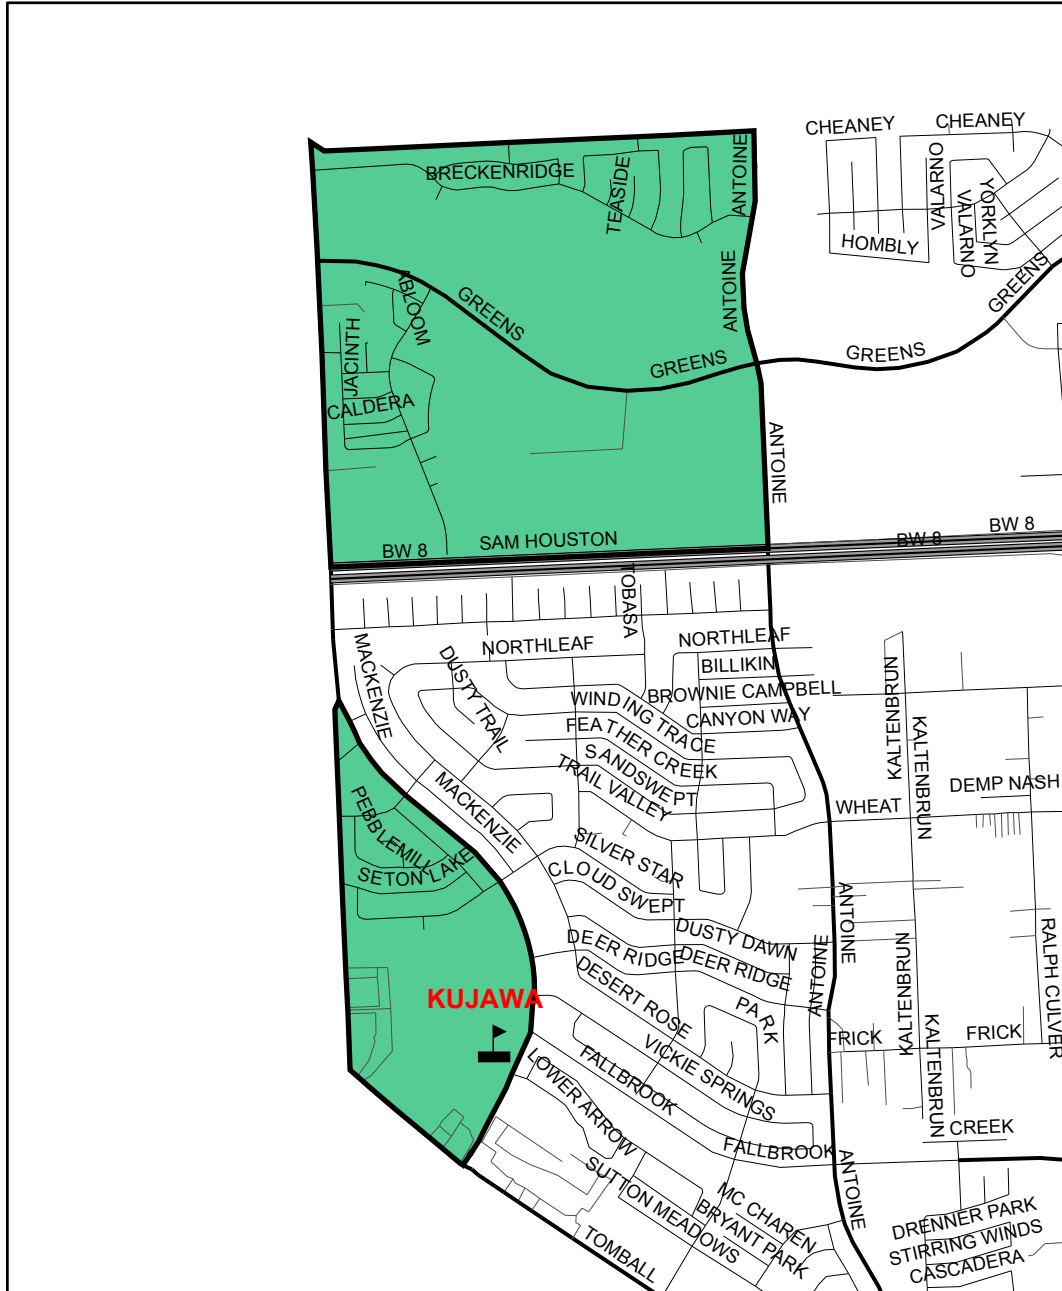 CHEANEY
CHEANEY
BRECKENRIDGE
TEASIDE
ANTOINE
VALARNO
YORKLYN
VALARNO
HOMBLY
ANTOINE
GREENS
ABLOOM
GREENS
JACINTH
GREENS
GREENS
CALDERA
ANTOINE
BW 8
SAM HOUSTON
BW 8
BW 8
TOBASA
MACKENZIE
NORTHLEAF
NORTHLEAF
DUSTY TRAIL
BILLIKIN
KALTENBRUN
WINDING TRACE
BROWNIE CAMPBELL
CANYON WAY
FEATHER CREEK
KALTENBRUN
SANDSWEPT
TRAIL VALLEY
DEMP NASH
WHEAT
PEBBLEMILL
MACKENZIE
SILVER STAR
SETON LAKE
CLOUD SWEPT
ANTOINE
DUSTY DAWN
DEER RIDGE
DEER RIDGE
ANTOINE
KALTENBRUN
RALPH CULVER
DESERT ROSE
KUJAWA
PARK
FRICK
FRICK
VICKIE SPRINGS
FALLBROOK
KALTENBRUN
LOWER ARROW
FALLBROOK
CREEK
ANTOINE
SUTTON MEADOWS
MC CHAREN
BRYANT PARK
DRENNER PARK
STIRRING WINDS
CASCADERA
TOMBALL